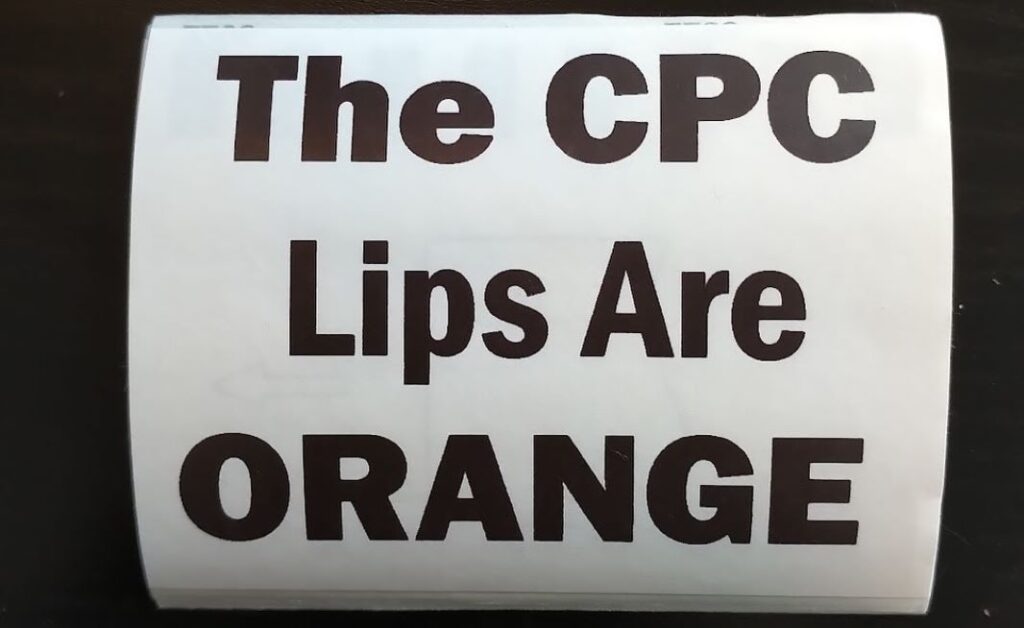 The CPC
Lips Are
ORANGE